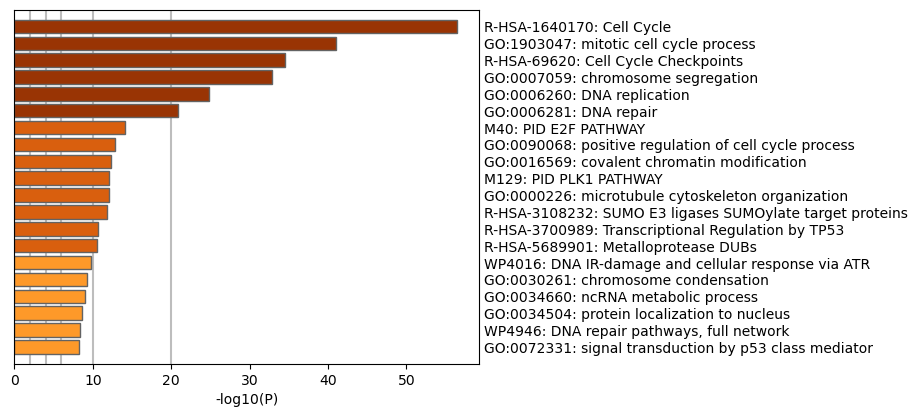 R-HSA-1640170: Cell Cycle
GO:1903047: mitotic cell cycle process
R-HSA-69620: Cell Cycle Checkpoints
GO:0007059: chromosome segregation
GO:0006260: DNA replication
GO:0006281: DNA repair
M40: PID E2F PATHWAY
GO:0090068: positive regulation of cell cycle process
GO:0016569: covalent chromatin modification
M129: PID PLK1 PATHWAY
GO:0000226: microtubule cytoskeleton organization
R-HSA-3108232: SUMO E3 ligases SUMOylate target proteins
R-HSA-3700989: Transcriptional Regulation by TP53
R-HSA-5689901: Metalloprotease DUBs
WP4016: DNA IR-damage and cellular response via ATR
GO:0030261: chromosome condensation
GO:0034660: ncRNA metabolic process
GO:0034504: protein localization to nucleus
WP4946: DNA repair pathways, full network
GO:0072331: signal transduction by p53 class mediator
0 10 20 30 40 50
-log10(P)